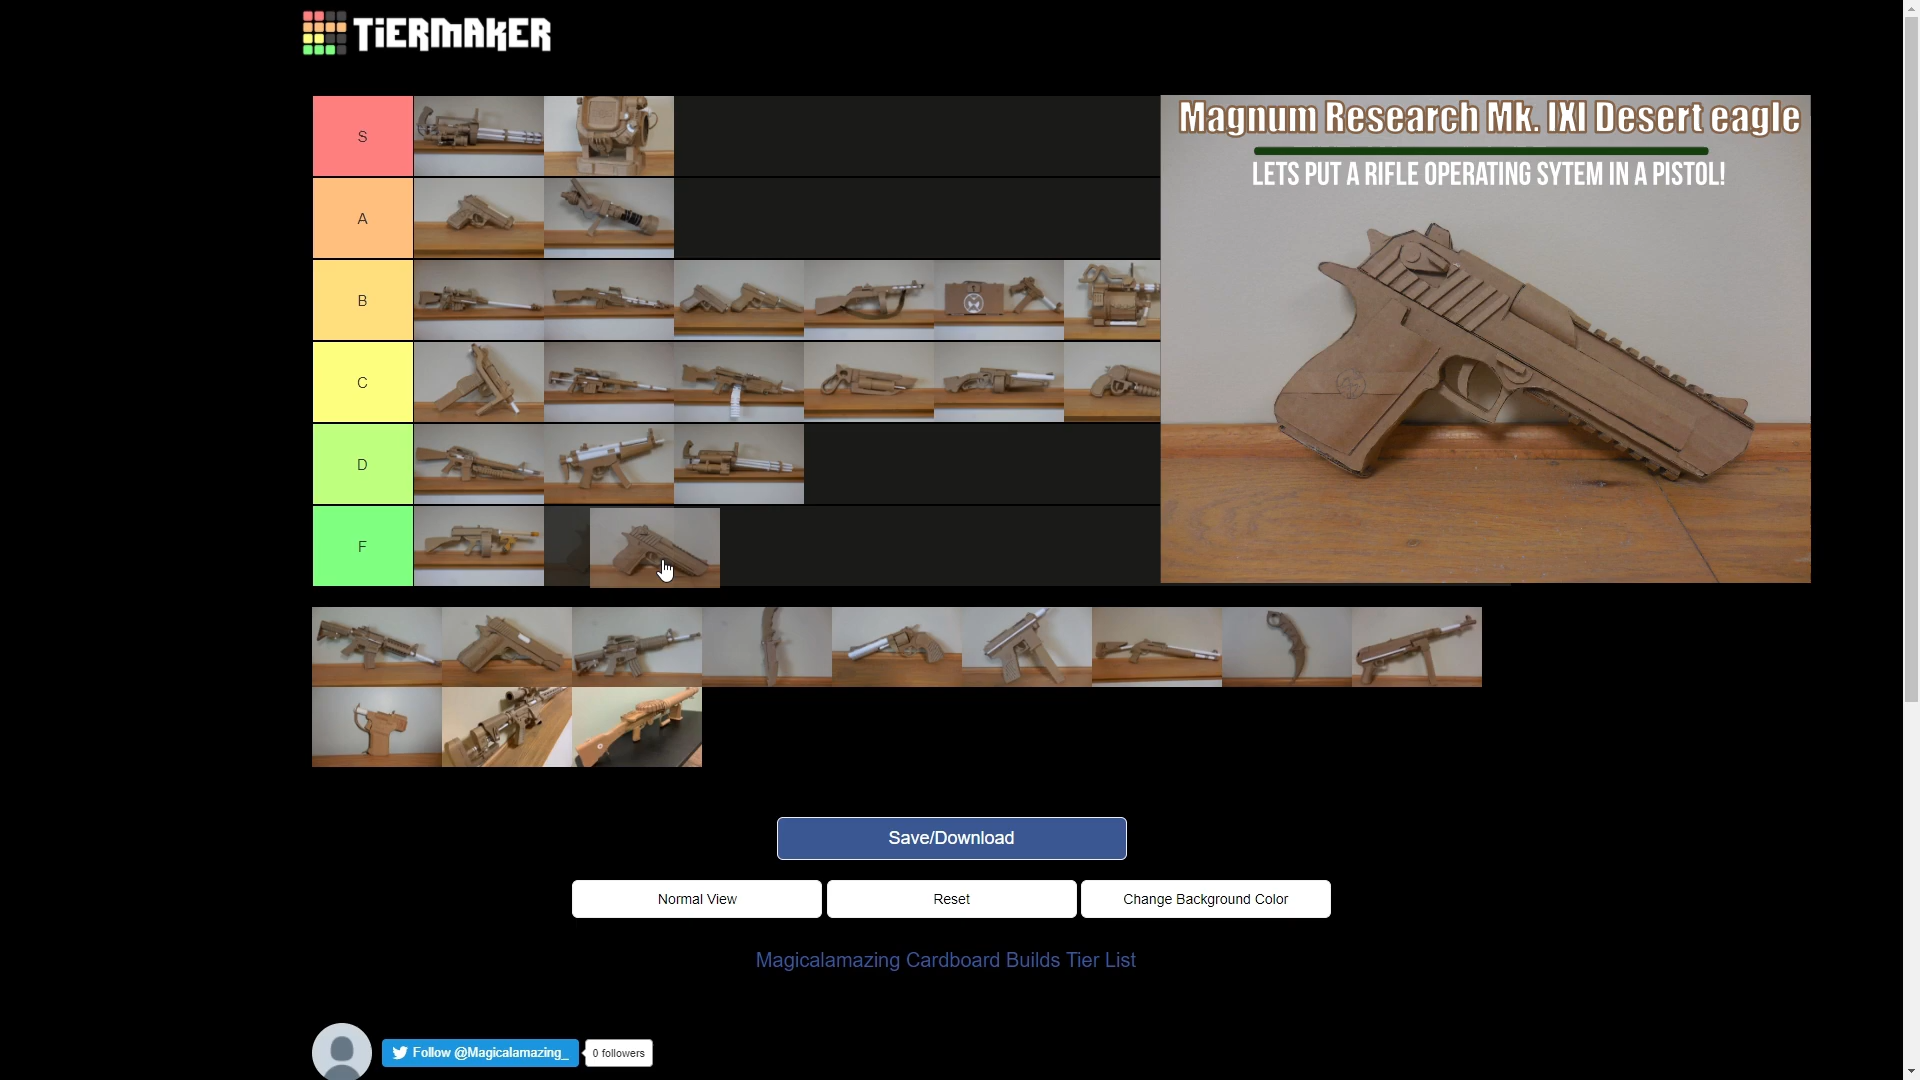 TiERMAKER
Magnum Research Mk. IXI Desert eagle
LETS PUT A RIFLE OPERATING SYTEM IN A PISTOL!
S
A
B
C
D
F
Save/Download
Normal View
Reset
Change Background Color
Magicalamazing Cardboard Builds Tier List
Follow @Magicalamazing_
0 followers